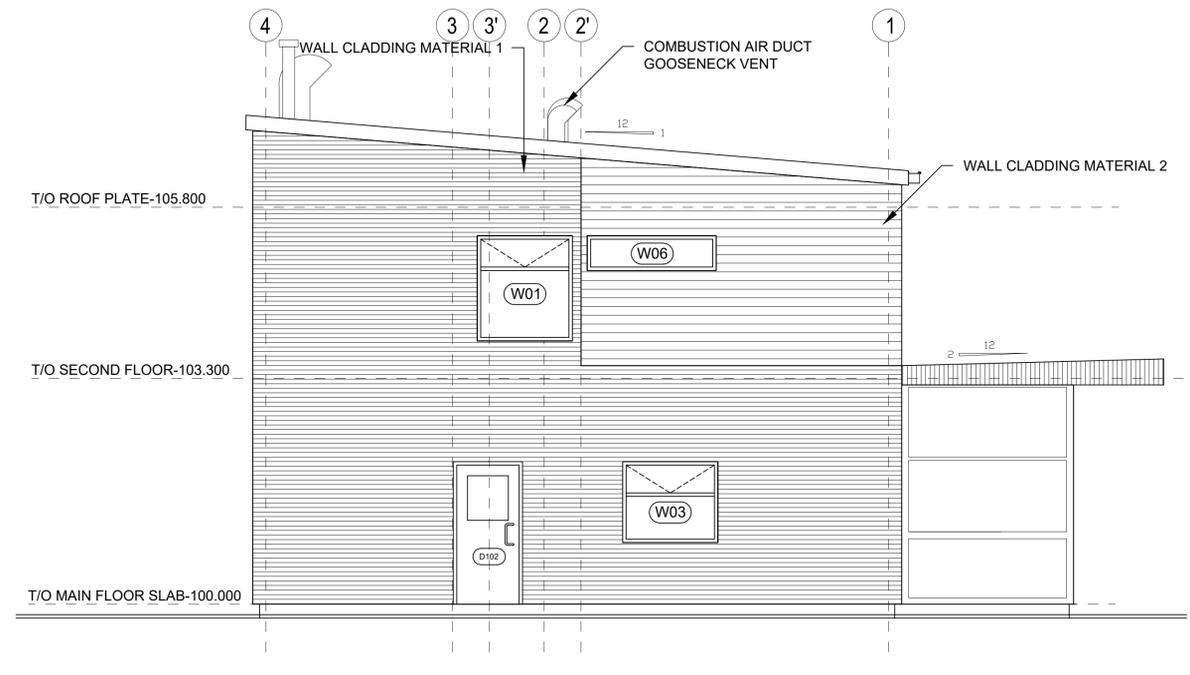 4
3
3'
2
2'
1
WALL CLADDING MATERIAL 1
COMBUSTION AIR DUCT
GOOSENECK VENT
12
1
WALL CLADDING MATERIAL 2
T/O ROOF PLATE-105.800
W06
W01
T/O SECOND FLOOR-103.300
12
2
W03
D102
T/O MAIN FLOOR SLAB-100.000